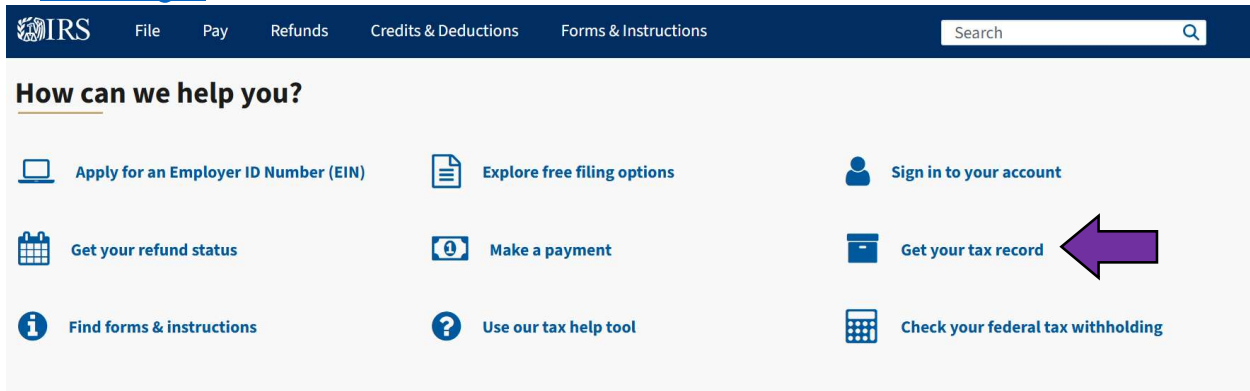 IRS File Pay Refunds Credits & Deductions Forms & Instructions Search
How can we help you?
Apply for an Employer ID Number (EIN) Explore free filing options Sign in to your account
Get your refund status Make a payment Get your tax record
Find forms & instructions Use our tax help tool Check your federal tax withholding